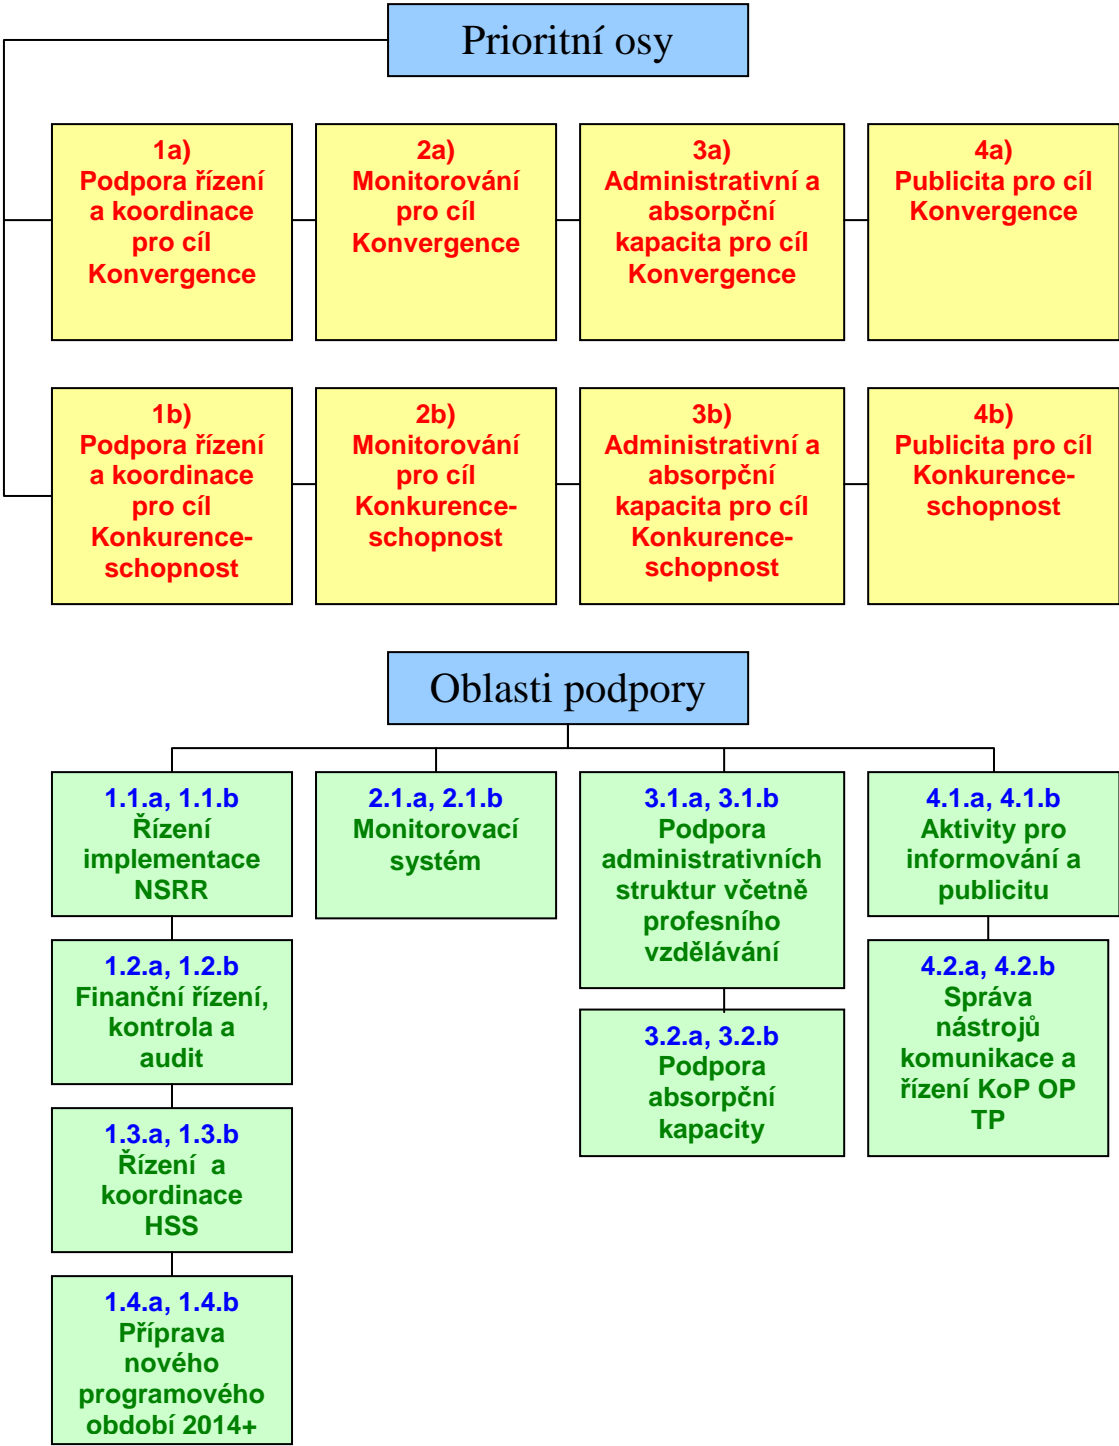 Prioritní osy
1a)
Podpora řízení
a koordinace
pro cíl
Konvergence
2a)
Monitorování
pro cíl
Konvergence
3a)
Administrativní a
absorpční
kapacita pro cíl
Konvergence
4a)
Publicita pro cíl
Konvergence
1b)
Podpora řízení
a koordinace
pro cíl
Konkurence-
schopnost
2b)
Monitorování
pro cíl
Konkurence-
schopnost
3b)
Administrativní a
absorpční
kapacita pro cíl
Konkurence-
schopnost
4b)
Publicita pro cíl
Konkurence-
schopnost
Oblasti podpory
1.1.a, 1.1.b
Řízení
implementace
NSRR
1.2.a, 1.2.b
Finanční řízení,
kontrola a
audit
1.3.a, 1.3.b
Řízení  a
koordinace
HSS
1.4.a, 1.4.b
Příprava
nového
programového
období 2014+
2.1.a, 2.1.b
Monitorovací
systém
3.1.a, 3.1.b
Podpora
administrativních
struktur včetně
profesního
vzdělávání
3.2.a, 3.2.b
Podpora
absorpční
kapacity
4.1.a, 4.1.b
Aktivity pro
informování a
publicitu
4.2.a, 4.2.b
Správa
nástrojů
komunikace a
řízení KoP OP
TP